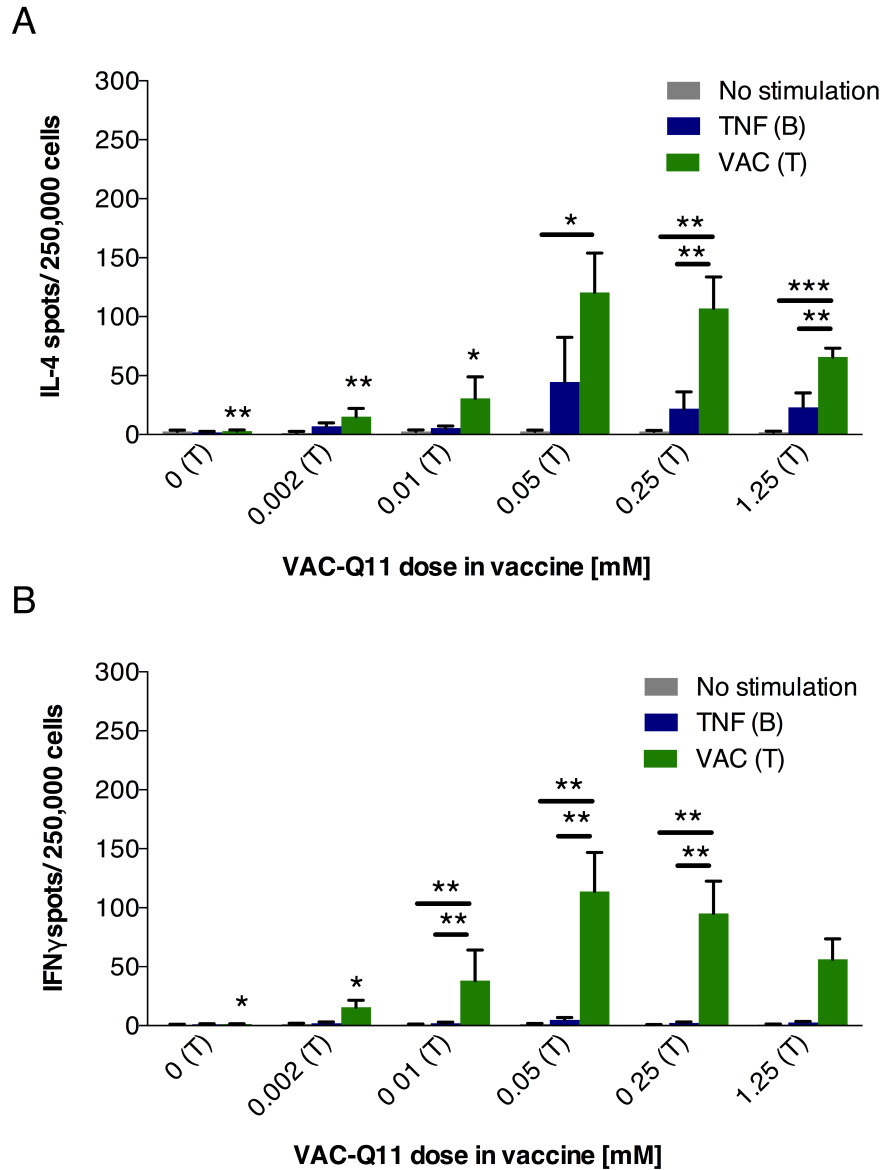 A
300
250
200
150
100
50
0
IL-4 spots/ 250,000 cells
No stimulation
TNF (B)
VAC (T)
*
**
**
***
**
**
**
*
0 (T)
0.002 (T)
0.01 (T)
0.05 (T)
0.25 (T)
1.25 (T)
VAC-Q11 dose in vaccine [mM]
B
300
250
200
150
100
50
0
IFNγspots/ 250,000 cells
No stimulation
TNF (B)
VAC (T)
**
**
**
**
**
**
*
*
0 (T)
0.002 (T)
0 01 (T)
0.05 (T)
0 25 (T)
1.25 (T)
VAC-Q11 dose in vaccine [mM]